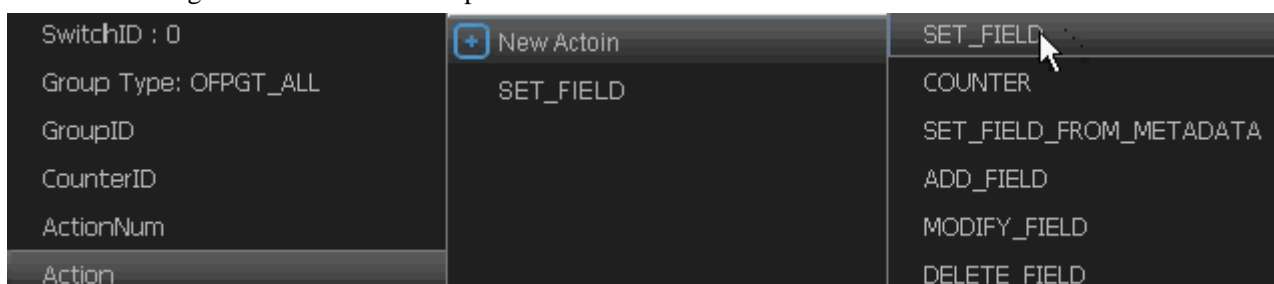 SwitchID : 0
Group Type: OFPGT_ALL
GroupID
CounterID
ActionNum
Action
New Actoin
SET_FIELD
SET_FIELD
COUNTER
SET_FIELD_FROM_METADATA
ADD_FIELD
MODIFY_FIELD
DELETE_FIELD